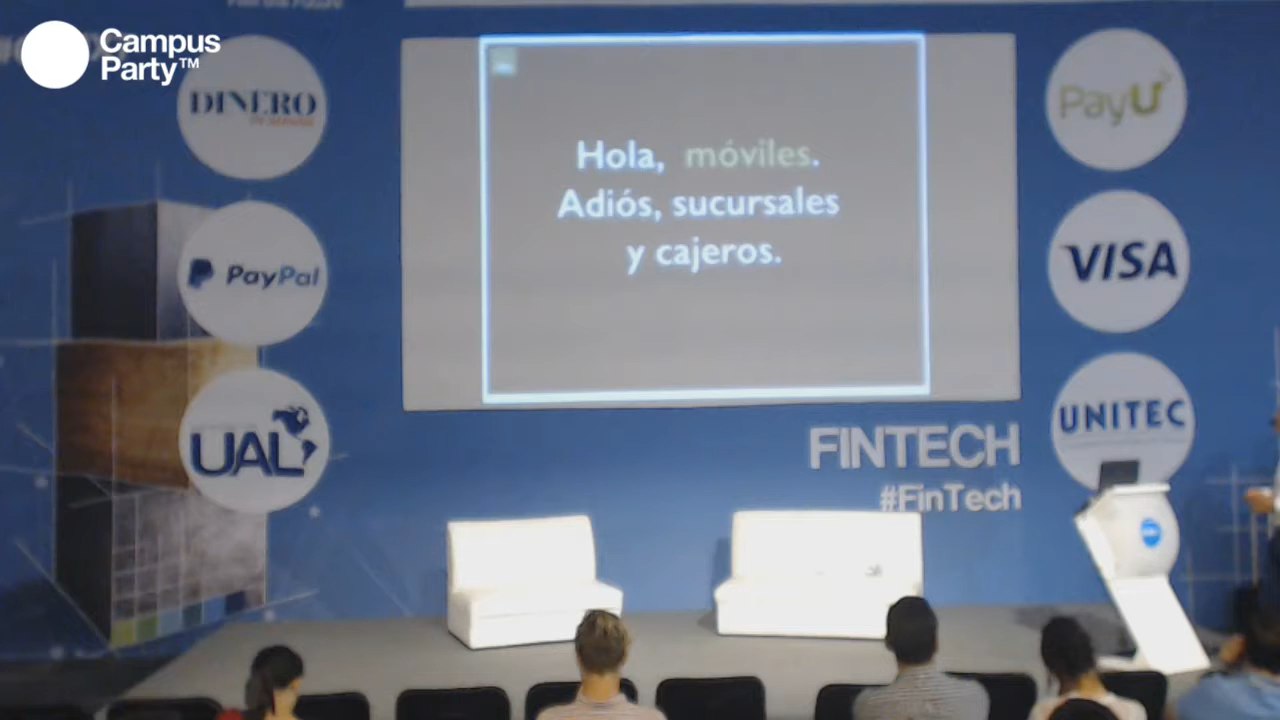 Campus
Party™
DINERO
PayPal
UAL
Hola, móviles.
Adiós, sucursales
y cajeros.
PayU
VISA
UNITEC
FINTECH
#FinTech